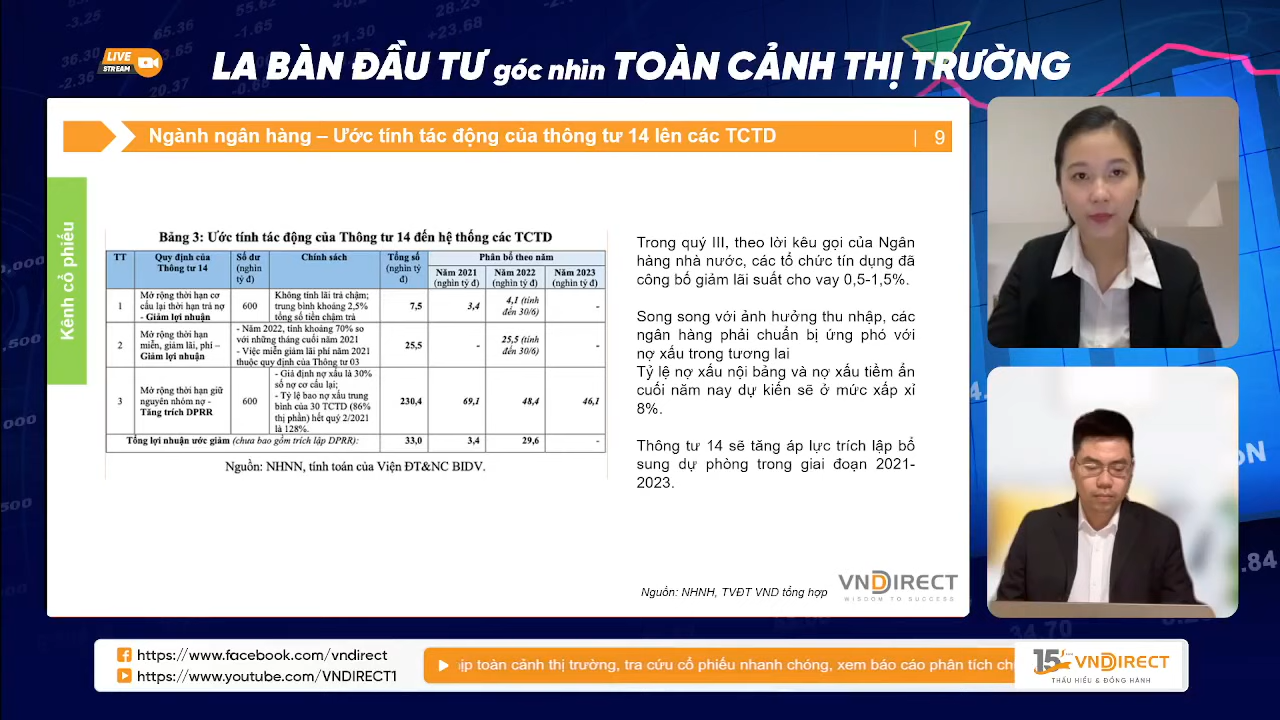 LIVE
STREAM
LA BÀN ĐẦU TƯ góc nhìn TOÀN CẢNH THỊ TRƯỜNG
Ngành ngân hàng – Ước tính tác động của thông tư 14 lên các TCTD
| 9
Kênh cổ phiếu
Bảng 3: Ước tính tác động của Thông tư 14 đến hệ thống các TCTD
TT Quy định của Thông tư 14 Số dư (nghìn tỷ đ) Chính sách Tổng số (nghìn tỷ đ) Phân bổ theo năm
Năm 2021 (nghìn tỷ đ) Năm 2022 (nghìn tỷ đ) Năm 2023 (nghìn tỷ đ)
1 Mở rộng thời hạn cơ cấu lại thời hạn trả nợ - Giảm lợi nhuận 600 Không tính lãi trả chậm; trung bình khoảng 2,5% tổng số tiền chậm trả 7,5 3,4 4,1 (tính đến 30/6) -
2 Mở rộng thời hạn miễn, giảm lãi, phí – Giảm lợi nhuận - Năm 2022, tính khoảng 70% so với những tháng cuối năm 2021 - Việc miễn giảm lãi phí năm 2021 thuộc quy định của Thông tư 03 25,5 - 25,5 (tính đến 30/6) -
3 Mở rộng thời hạn giữ nguyên nhóm nợ - Tăng trích DPRR 600 - Giả định nợ xấu là 30% số nợ cơ cấu lại; - Tỷ lệ bao nợ xấu trung bình của 30 TCTD (86% thị phần) hết quý 2/2021 là 128%. 230,4 69,1 48,4 46,1
Tổng lợi nhuận ước giảm (chưa bao gồm trích lập DPRR): 33,0 3,4 29,6 -
Nguồn: NHNN, tính toán của Viện ĐT&NC BIDV.
Trong quý III, theo lời kêu gọi của Ngân
hàng nhà nước, các tổ chức tín dụng đã
công bố giảm lãi suất cho vay 0,5-1,5%.
Song song với ảnh hưởng thu nhập, các
ngân hàng phải chuẩn bị ứng phó với
nợ xấu trong tương lai
Tỷ lệ nợ xấu nội bảng và nợ xấu tiềm ẩn
cuối năm nay dự kiến sẽ ở mức xấp xỉ
8%.
Thông tư 14 sẽ tăng áp lực trích lập bổ
sung dự phòng trong giai đoạn 2021-
2023.
Nguồn: NHNH, TVĐT VND tổng hợp
VNDIRECT
WISDOM TO SUCCESS
https://www.facebook.com/vndirect
https://www.youtube.com/VNDIRECT1
toàn cảnh thị trường, tra cứu cổ phiếu nhanh chóng, xem báo cáo phân tích
15 VNDIRECT
THẤU HIỂU & ĐỒNG HÀNH